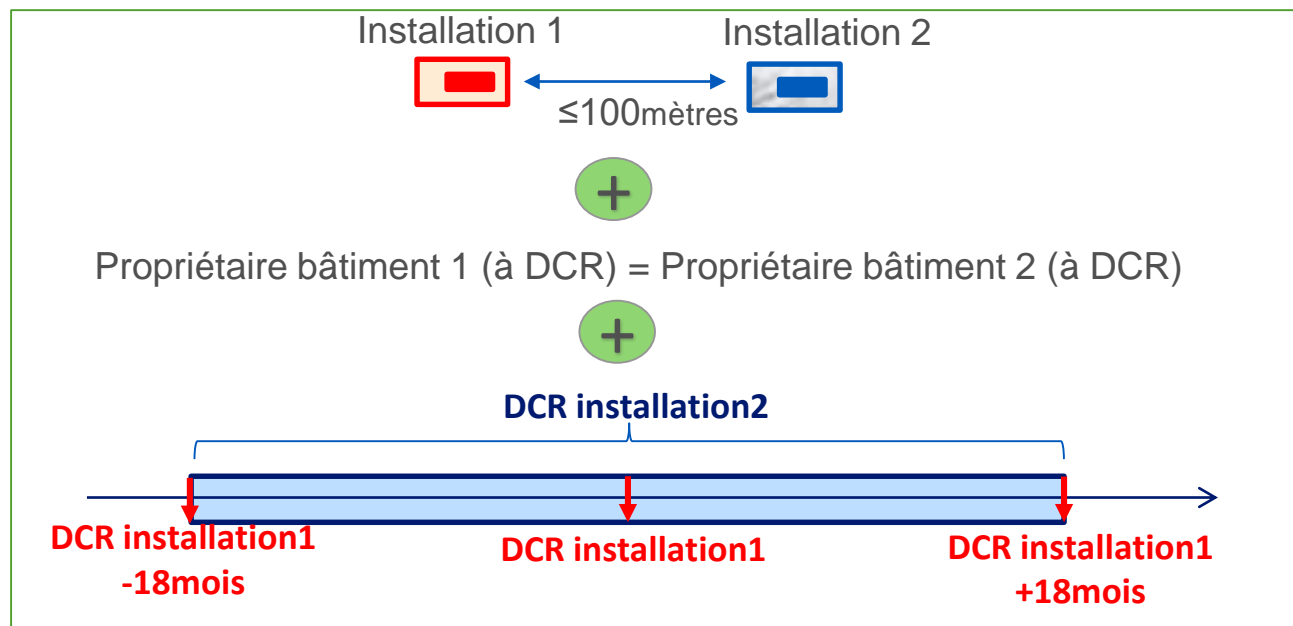 Installation 1
Installation 2
≤100mètres
+
Propriétaire bâtiment 1 (à DCR) = Propriétaire bâtiment 2 (à DCR)
+
DCR installation2
DCR installation1
-18mois
DCR installation1
DCR installation1
+18mois